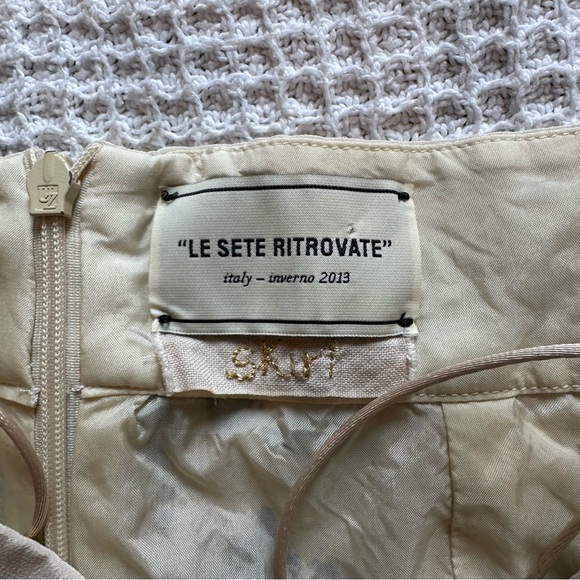 "LE SETE RITROVATE"
italy – inverno 2013
skirt